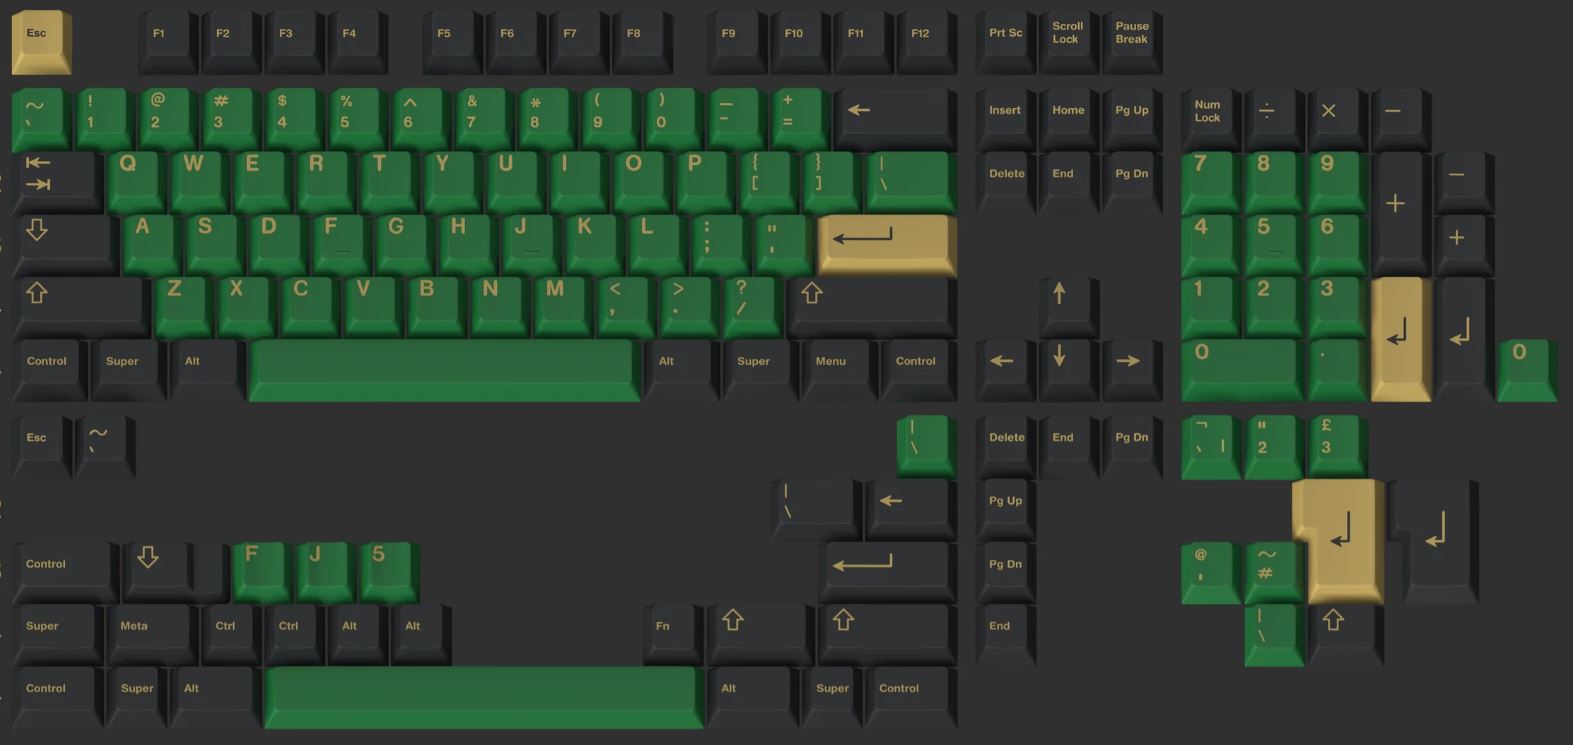 Esc F1 F2 F3 F4 F5 F6 F7 F8 F9 F10 F11 F12 Prt Sc Scroll Lock Pause Break
~ ! @ # $ % ^ & * ( ) — +
` 1 2 3 4 5 6 7 8 9 0 - = ← Insert Home Pg Up Num Lock ÷ × −
⇤ Q W E R T Y U I O P { } | Delete End Pg Dn 7 8 9 + −
⇥ [ ] \
⇩ A S D F G H J K L : " ↵ 4 5 6 +
; '
⇧ Z X C V B N M < > ? ⇧ ↑ 1 2 3 ↵ ↵
, . /
Control Super Alt Alt Super Menu Control ← ↓ → 0 . 0
Esc ~ | Delete End Pg Dn ¬ " £
` \ ` | 2 3
| ← Pg Up ↵ ↵
\
Control ⇩ F J 5 ↵ Pg Dn @ ~
' #
Super Meta Ctrl Ctrl Alt Alt Fn ⇧ ⇧ End | ⇧
\
Control Super Alt Alt Super Control